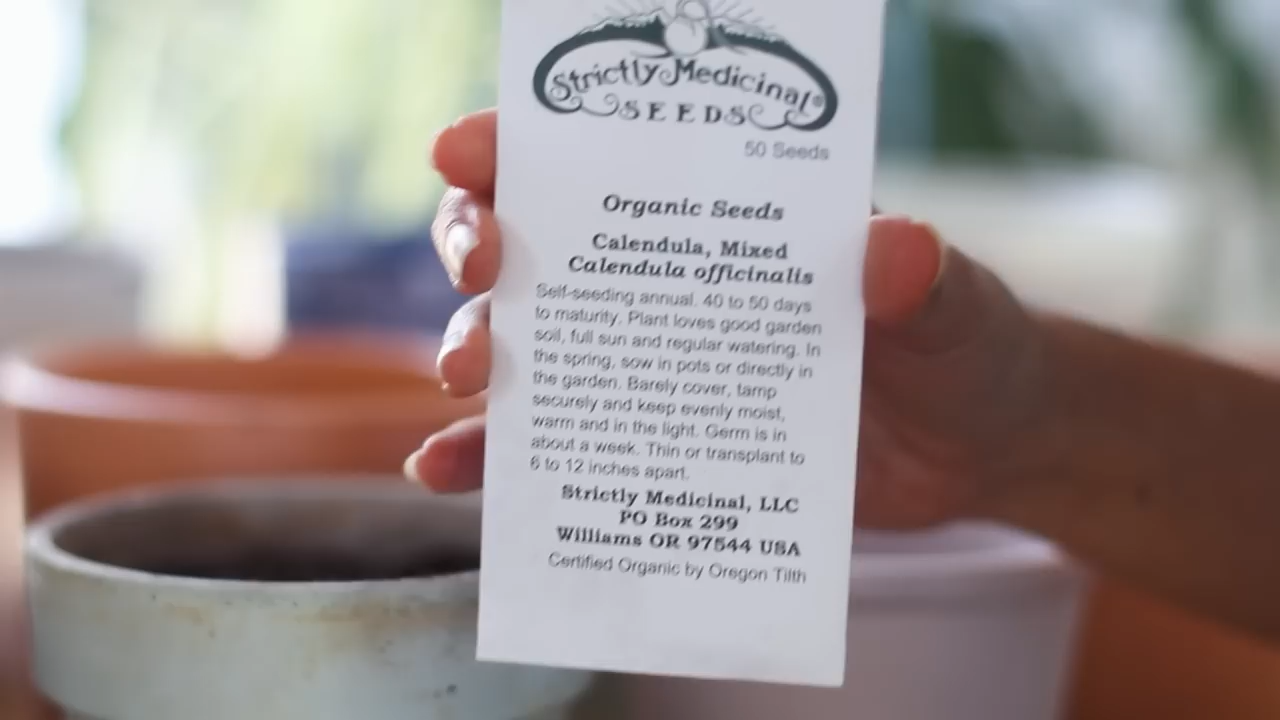 Strictly Medicinal®
SEEDS
50 Seeds
Organic Seeds
Calendula, Mixed
Calendula officinalis
Self-seeding annual. 40 to 50 days
to maturity. Plant loves good garden
soil, full sun and regular watering. In
the spring, sow in pots or directly in
the garden. Barely cover, tamp
securely and keep evenly moist,
warm and in the light. Germ is in
about a week. Thin or transplant to
6 to 12 inches apart.
Strictly Medicinal, LLC
PO Box 299
Williams OR 97544 USA
Certified Organic by Oregon Tilth